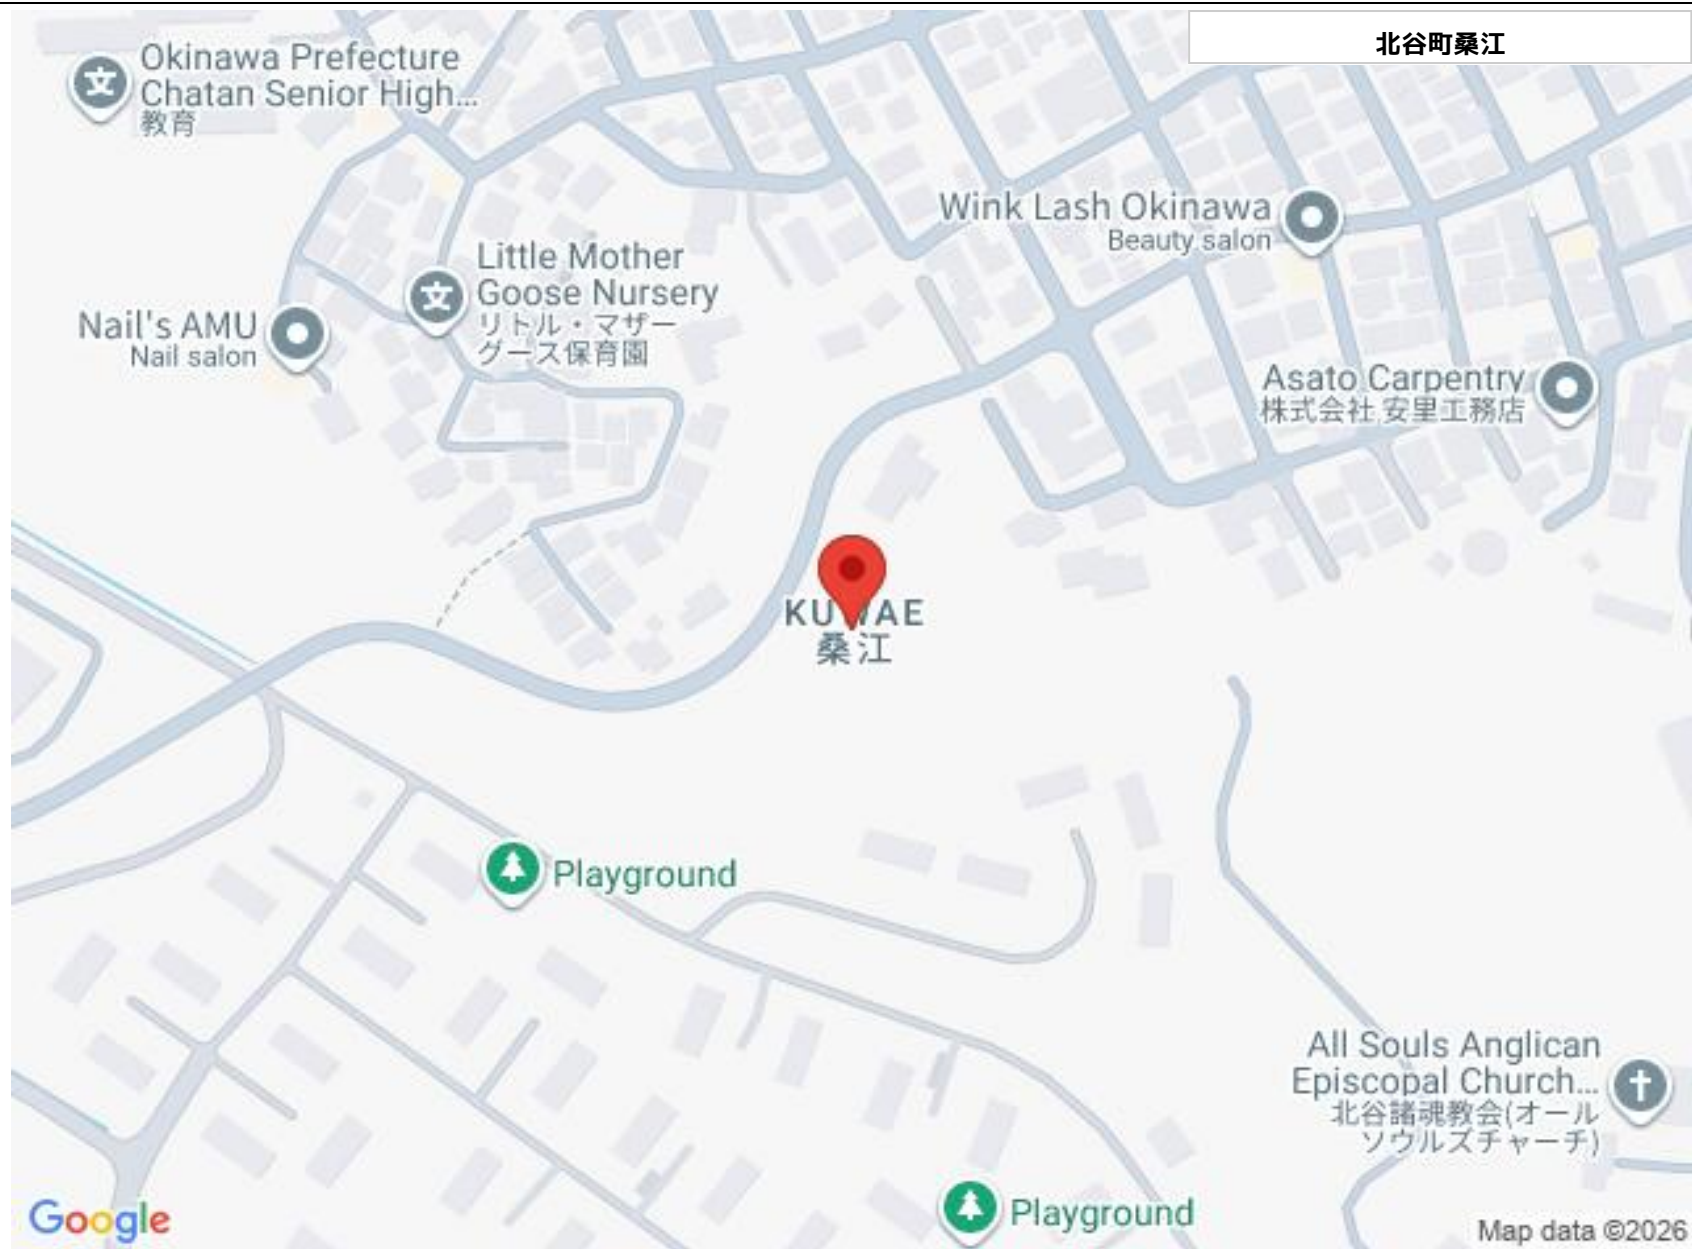 北谷町桑江
Okinawa Prefecture
Chatan Senior High...
教育
Wink Lash Okinawa
Beauty salon
Little Mother
Goose Nursery
リトル・マザー
グース保育園
Nail's AMU
Nail salon
Asato Carpentry
株式会社 安里工務店
KUWAE
桑江
Playground
All Souls Anglican
Episcopal Church...
北谷諸魂教会(オール
ソウルズチャーチ)
Playground
Google
Map data ©2026